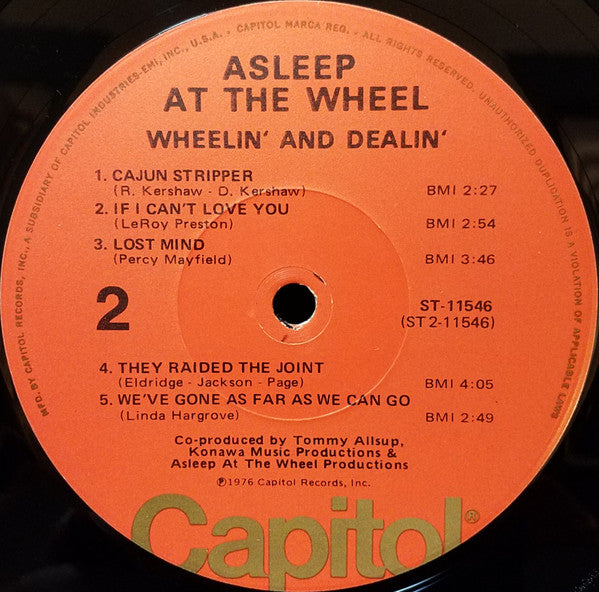 MFD. BY CAPITOL RECORDS, INC., A SUBSIDIARY OF CAPITOL INDUSTRIES-EMI, INC., U.S.A. • ® CAPITOL MARCA REG. • ALL RIGHTS RESERVED. UNAUTHORIZED DUPLICATION IS A VIOLATION OF APPLICABLE LAWS
ASLEEP
AT THE WHEEL
WHEELIN' AND DEALIN'
1. CAJUN STRIPPER
(R. Kershaw - D. Kershaw) BMI 2:27
2. IF I CAN'T LOVE YOU
(LeRoy Preston) BMI 2:54
3. LOST MIND
(Percy Mayfield) BMI 3:46
2
ST-11546
(ST2-11546)
4. THEY RAIDED THE JOINT
(Eldridge - Jackson - Page) BMI 4:05
5. WE'VE GONE AS FAR AS WE CAN GO
(Linda Hargrove) BMI 2:49
Co-produced by Tommy Allsup,
Konawa Music Productions &
Asleep At The Wheel Productions
℗1976 Capitol Records, Inc.
Capitol®